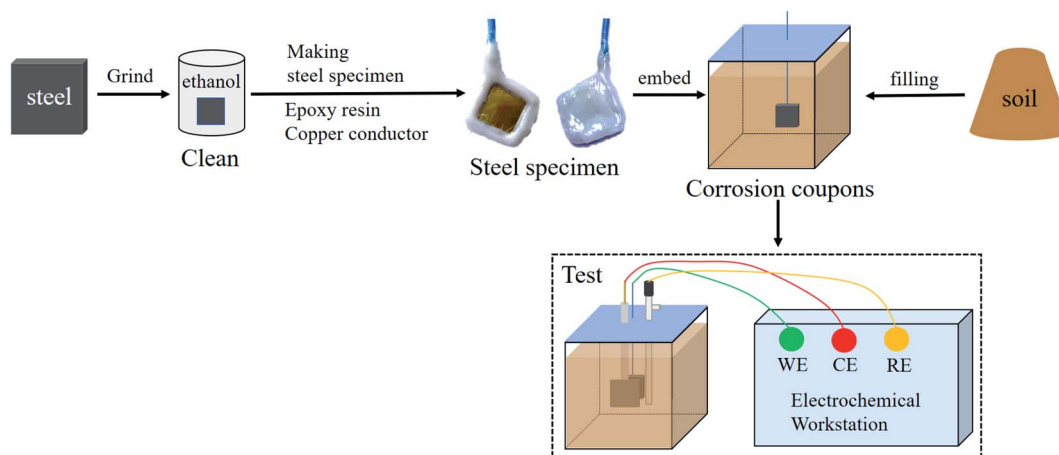 steel
Grind
ethanol
Clean
Making
steel specimen
Epoxy resin
Copper conductor
Steel specimen
embed
Corrosion coupons
filling
soil
Test
WE
CE
RE
Electrochemical
Workstation